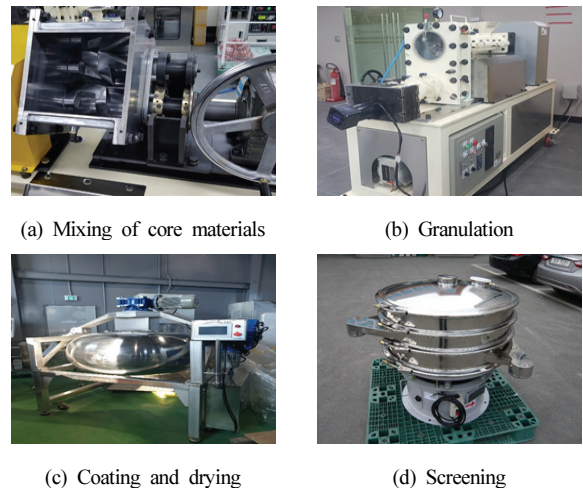 (a) Mixing of core materials
(b) Granulation
(c) Coating and drying
(d) Screening